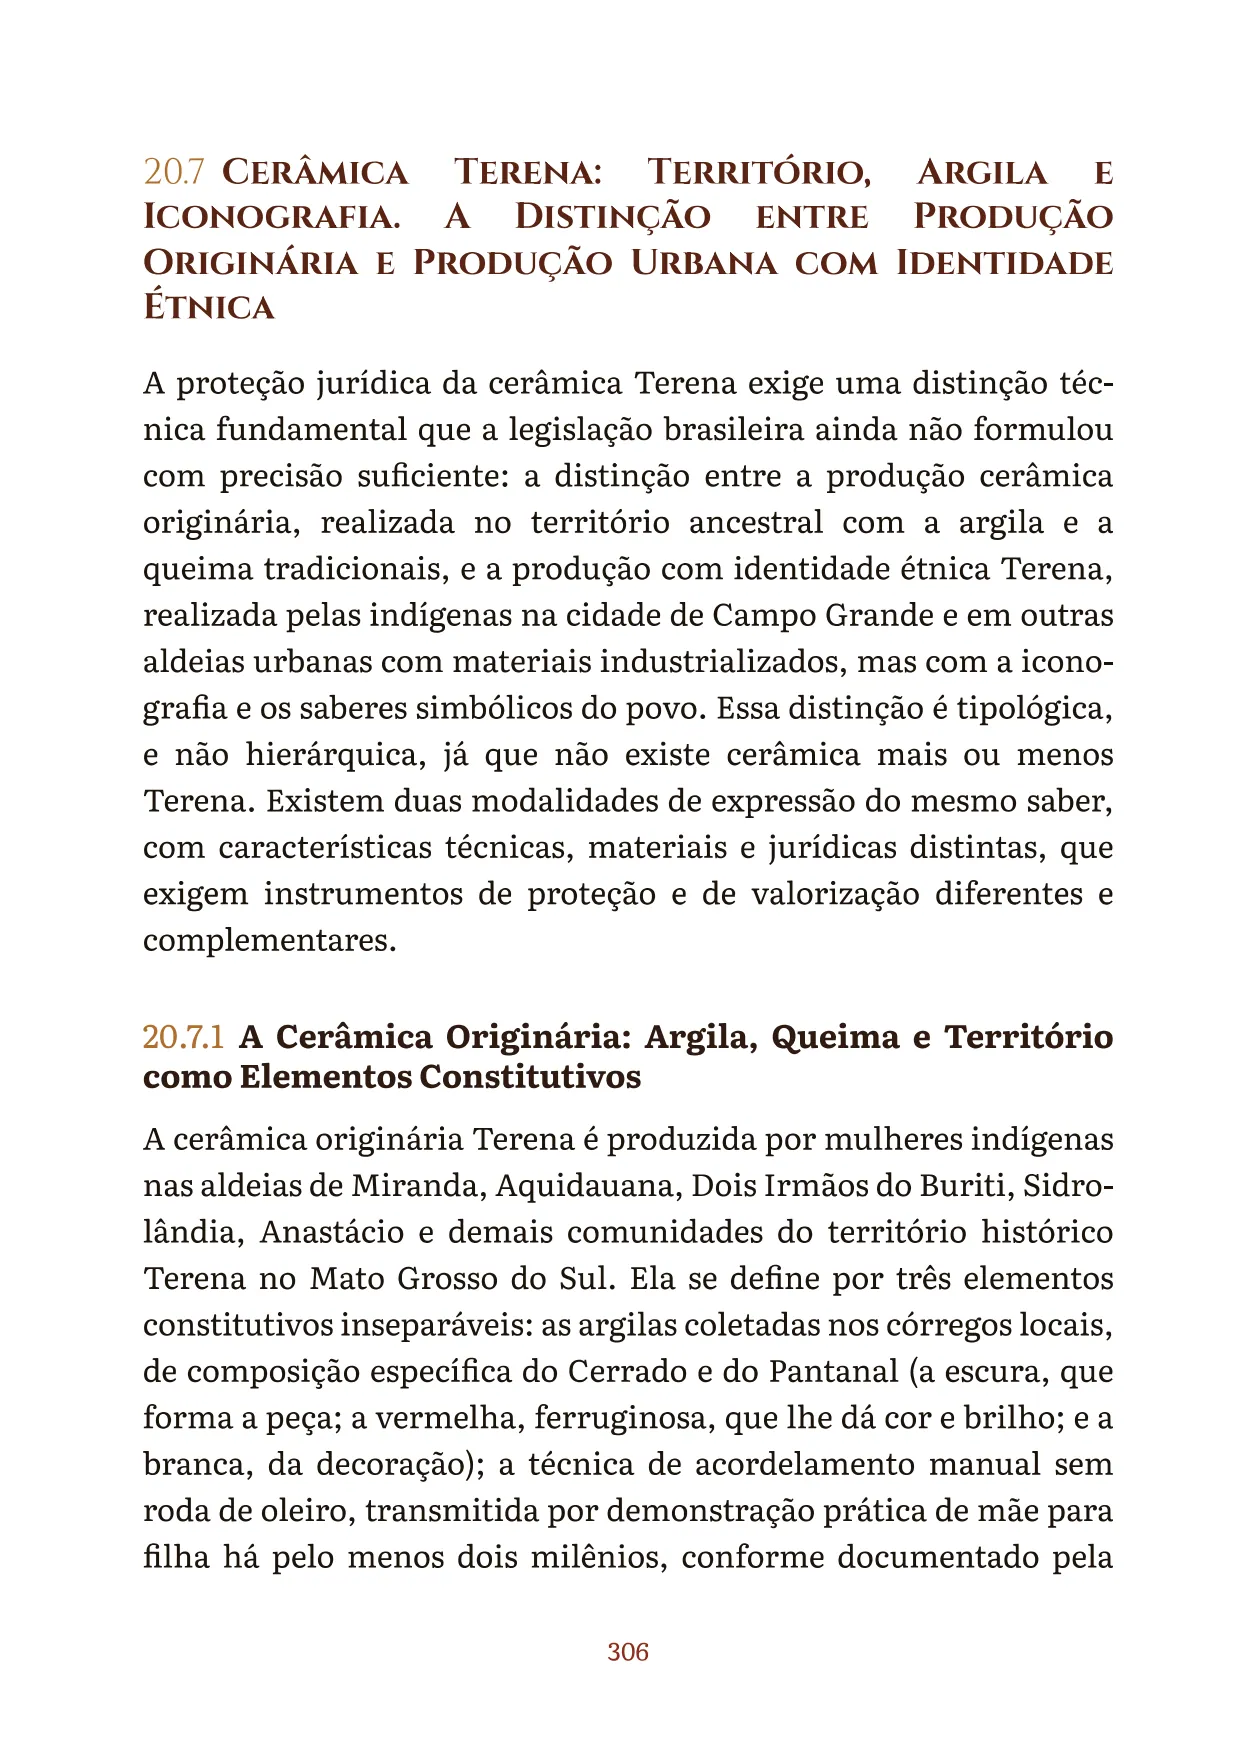 20.7 Cerâmica Terena: Território, Argila e
Iconografia. A Distinção entre Produção
Originária e Produção Urbana com Identidade
Étnica
A proteção jurídica da cerâmica Terena exige uma distinção téc-
nica fundamental que a legislação brasileira ainda não formulou
com precisão suficiente: a distinção entre a produção cerâmica
originária, realizada no território ancestral com a argila e a
queima tradicionais, e a produção com identidade étnica Terena,
realizada pelas indígenas na cidade de Campo Grande e em outras
aldeias urbanas com materiais industrializados, mas com a icono-
grafia e os saberes simbólicos do povo. Essa distinção é tipológica,
e não hierárquica, já que não existe cerâmica mais ou menos
Terena. Existem duas modalidades de expressão do mesmo saber,
com características técnicas, materiais e jurídicas distintas, que
exigem instrumentos de proteção e de valorização diferentes e
complementares.
20.7.1 A Cerâmica Originária: Argila, Queima e Território
como Elementos Constitutivos
A cerâmica originária Terena é produzida por mulheres indígenas
nas aldeias de Miranda, Aquidauana, Dois Irmãos do Buriti, Sidro-
lândia, Anastácio e demais comunidades do território histórico
Terena no Mato Grosso do Sul. Ela se define por três elementos
constitutivos inseparáveis: as argilas coletadas nos córregos locais,
de composição específica do Cerrado e do Pantanal (a escura, que
forma a peça; a vermelha, ferruginosa, que lhe dá cor e brilho; e a
branca, da decoração); a técnica de acordelamento manual sem
roda de oleiro, transmitida por demonstração prática de mãe para
filha há pelo menos dois milênios, conforme documentado pela
306